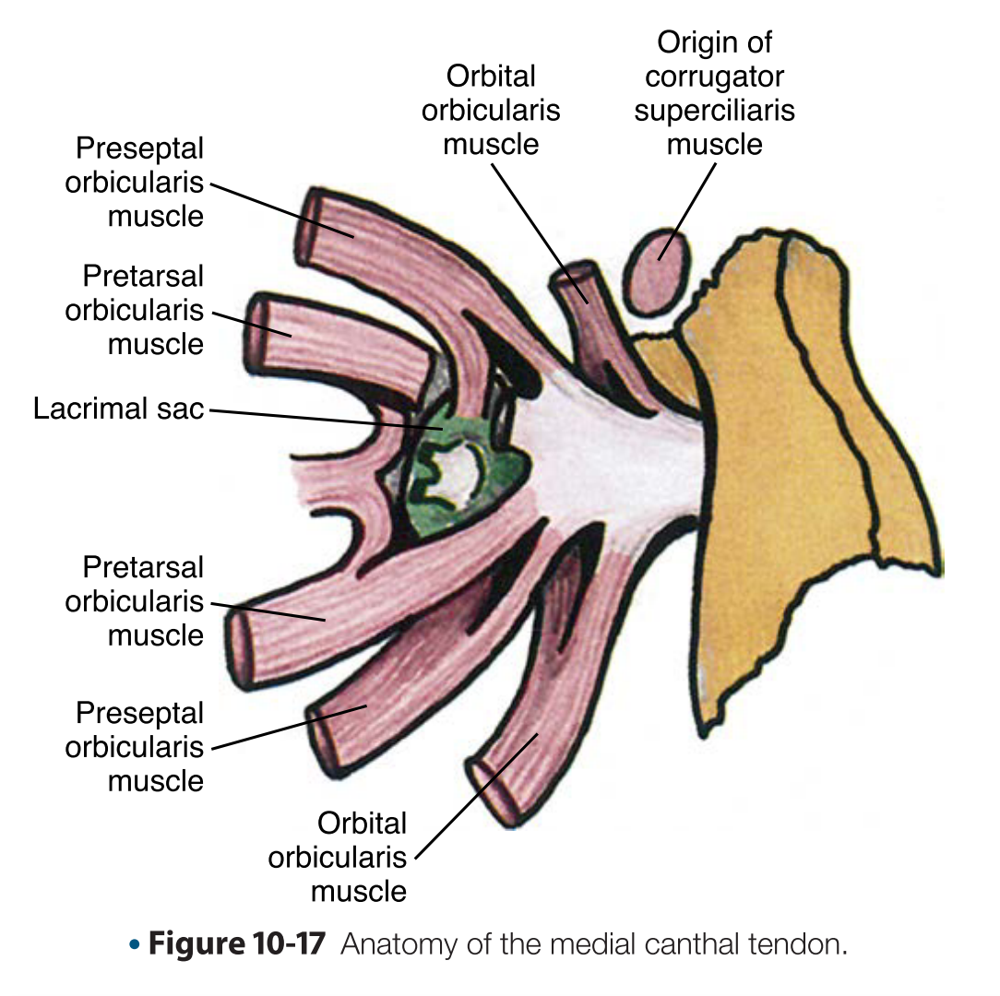 Origin of
corrugator
superciliaris
muscle
Orbital
orbicularis
muscle
Preseptal
orbicularis
muscle
Pretarsal
orbicularis
muscle
Lacrimal sac
Pretarsal
orbicularis
muscle
Preseptal
orbicularis
muscle
Orbital
orbicularis
muscle
• Figure 10-17 Anatomy of the medial canthal tendon.